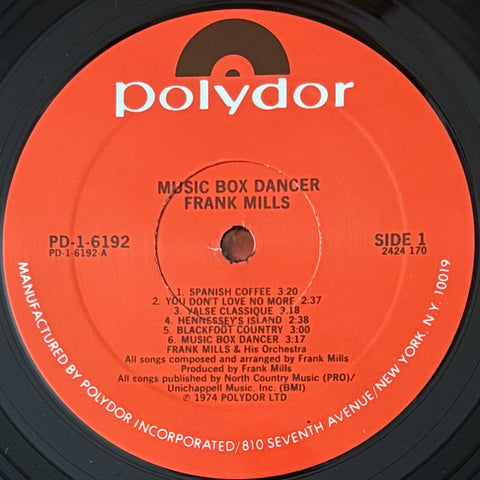 polydor
MUSIC BOX DANCER
FRANK MILLS
PD-1-6192
PD-1-6192-A
SIDE 1
2424 170
1. SPANISH COFFEE 3:20
2. YOU DON'T LOVE NO MORE 2:37
3. VALSE CLASSIQUE 3.18
4. HENNESSEY'S ISLAND 2:38
5. BLACKFOOT COUNTRY 3:00
6. MUSIC BOX DANCER 3:17
FRANK MILLS & His Orchestra
All songs composed and arranged by Frank Mills
Produced by Frank Mills
All songs published by North Country Music (PRO)/
Unichappell Music, Inc. (BMI)
℗ 1974 POLYDOR LTD.
MANUFACTURED BY POLYDOR INCORPORATED/810 SEVENTH AVENUE/NEW YORK, N.Y. 10019